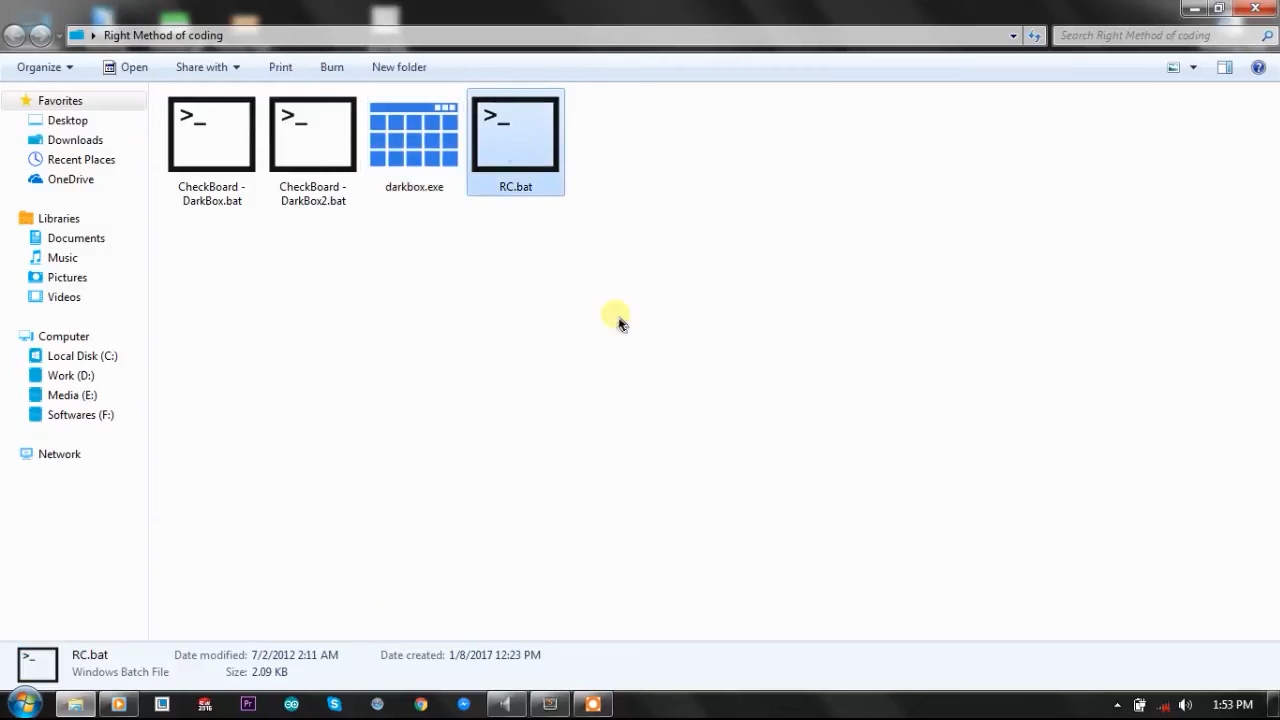 Right Method of coding
Search Right Method of coding
Organize
Open
Share with
Print
Burn
New folder
Favorites
Desktop
Downloads
Recent Places
OneDrive
Libraries
Documents
Music
Pictures
Videos
Computer
Local Disk (C:)
Work (D:)
Media (E:)
Softwares (F:)
Network
>_
CheckBoard -
DarkBox.bat
>_
CheckBoard -
DarkBox2.bat
darkbox.exe
>_
RC.bat
>_
RC.bat
Windows Batch File
Date modified: 7/2/2012 2:11 AM
Size: 2.09 KB
Date created: 1/8/2017 12:23 PM
SW
2016
Pr
1:53 PM